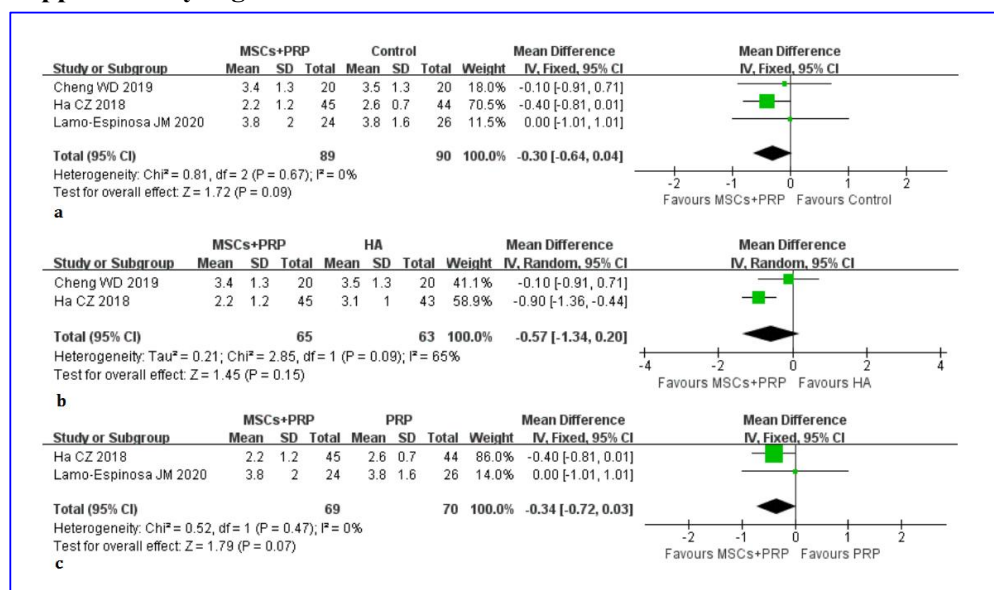 MSCs+PRP Control Mean Difference Mean Difference
Study or Subgroup Mean SD Total Mean SD Total Weight IV, Fixed, 95% CI IV, Fixed, 95% CI
Cheng WD 2019 3.4 1.3 20 3.5 1.3 20 18.0% -0.10 [-0.91, 0.71]
Ha CZ 2018 2.2 1.2 45 2.6 0.7 44 70.5% -0.40 [-0.81, 0.01]
Lamo-Espinosa JM 2020 3.8 2 24 3.8 1.6 26 11.5% 0.00 [-1.01, 1.01]
Total (95% CI) 89 90 100.0% -0.30 [-0.64, 0.04]
Heterogeneity: Chi² = 0.81, df = 2 (P = 0.67); I² = 0%
Test for overall effect: Z = 1.72 (P = 0.09)
-2 -1 0 1 2
Favours MSCs+PRP Favours Control
a
MSCs+PRP HA Mean Difference Mean Difference
Study or Subgroup Mean SD Total Mean SD Total Weight IV, Random, 95% CI IV, Random, 95% CI
Cheng WD 2019 3.4 1.3 20 3.5 1.3 20 41.1% -0.10 [-0.91, 0.71]
Ha CZ 2018 2.2 1.2 45 3.1 1 43 58.9% -0.90 [-1.36, -0.44]
Total (95% CI) 65 63 100.0% -0.57 [-1.34, 0.20]
Heterogeneity: Tau² = 0.21; Chi² = 2.85, df = 1 (P = 0.09); I² = 65%
Test for overall effect: Z = 1.45 (P = 0.15)
-4 -2 0 2 4
Favours MSCs+PRP Favours HA
b
MSCs+PRP PRP Mean Difference Mean Difference
Study or Subgroup Mean SD Total Mean SD Total Weight IV, Fixed, 95% CI IV, Fixed, 95% CI
Ha CZ 2018 2.2 1.2 45 2.6 0.7 44 86.0% -0.40 [-0.81, 0.01]
Lamo-Espinosa JM 2020 3.8 2 24 3.8 1.6 26 14.0% 0.00 [-1.01, 1.01]
Total (95% CI) 69 70 100.0% -0.34 [-0.72, 0.03]
Heterogeneity: Chi² = 0.52, df = 1 (P = 0.47); I² = 0%
Test for overall effect: Z = 1.79 (P = 0.07)
-2 -1 0 1 2
Favours MSCs+PRP Favours PRP
c